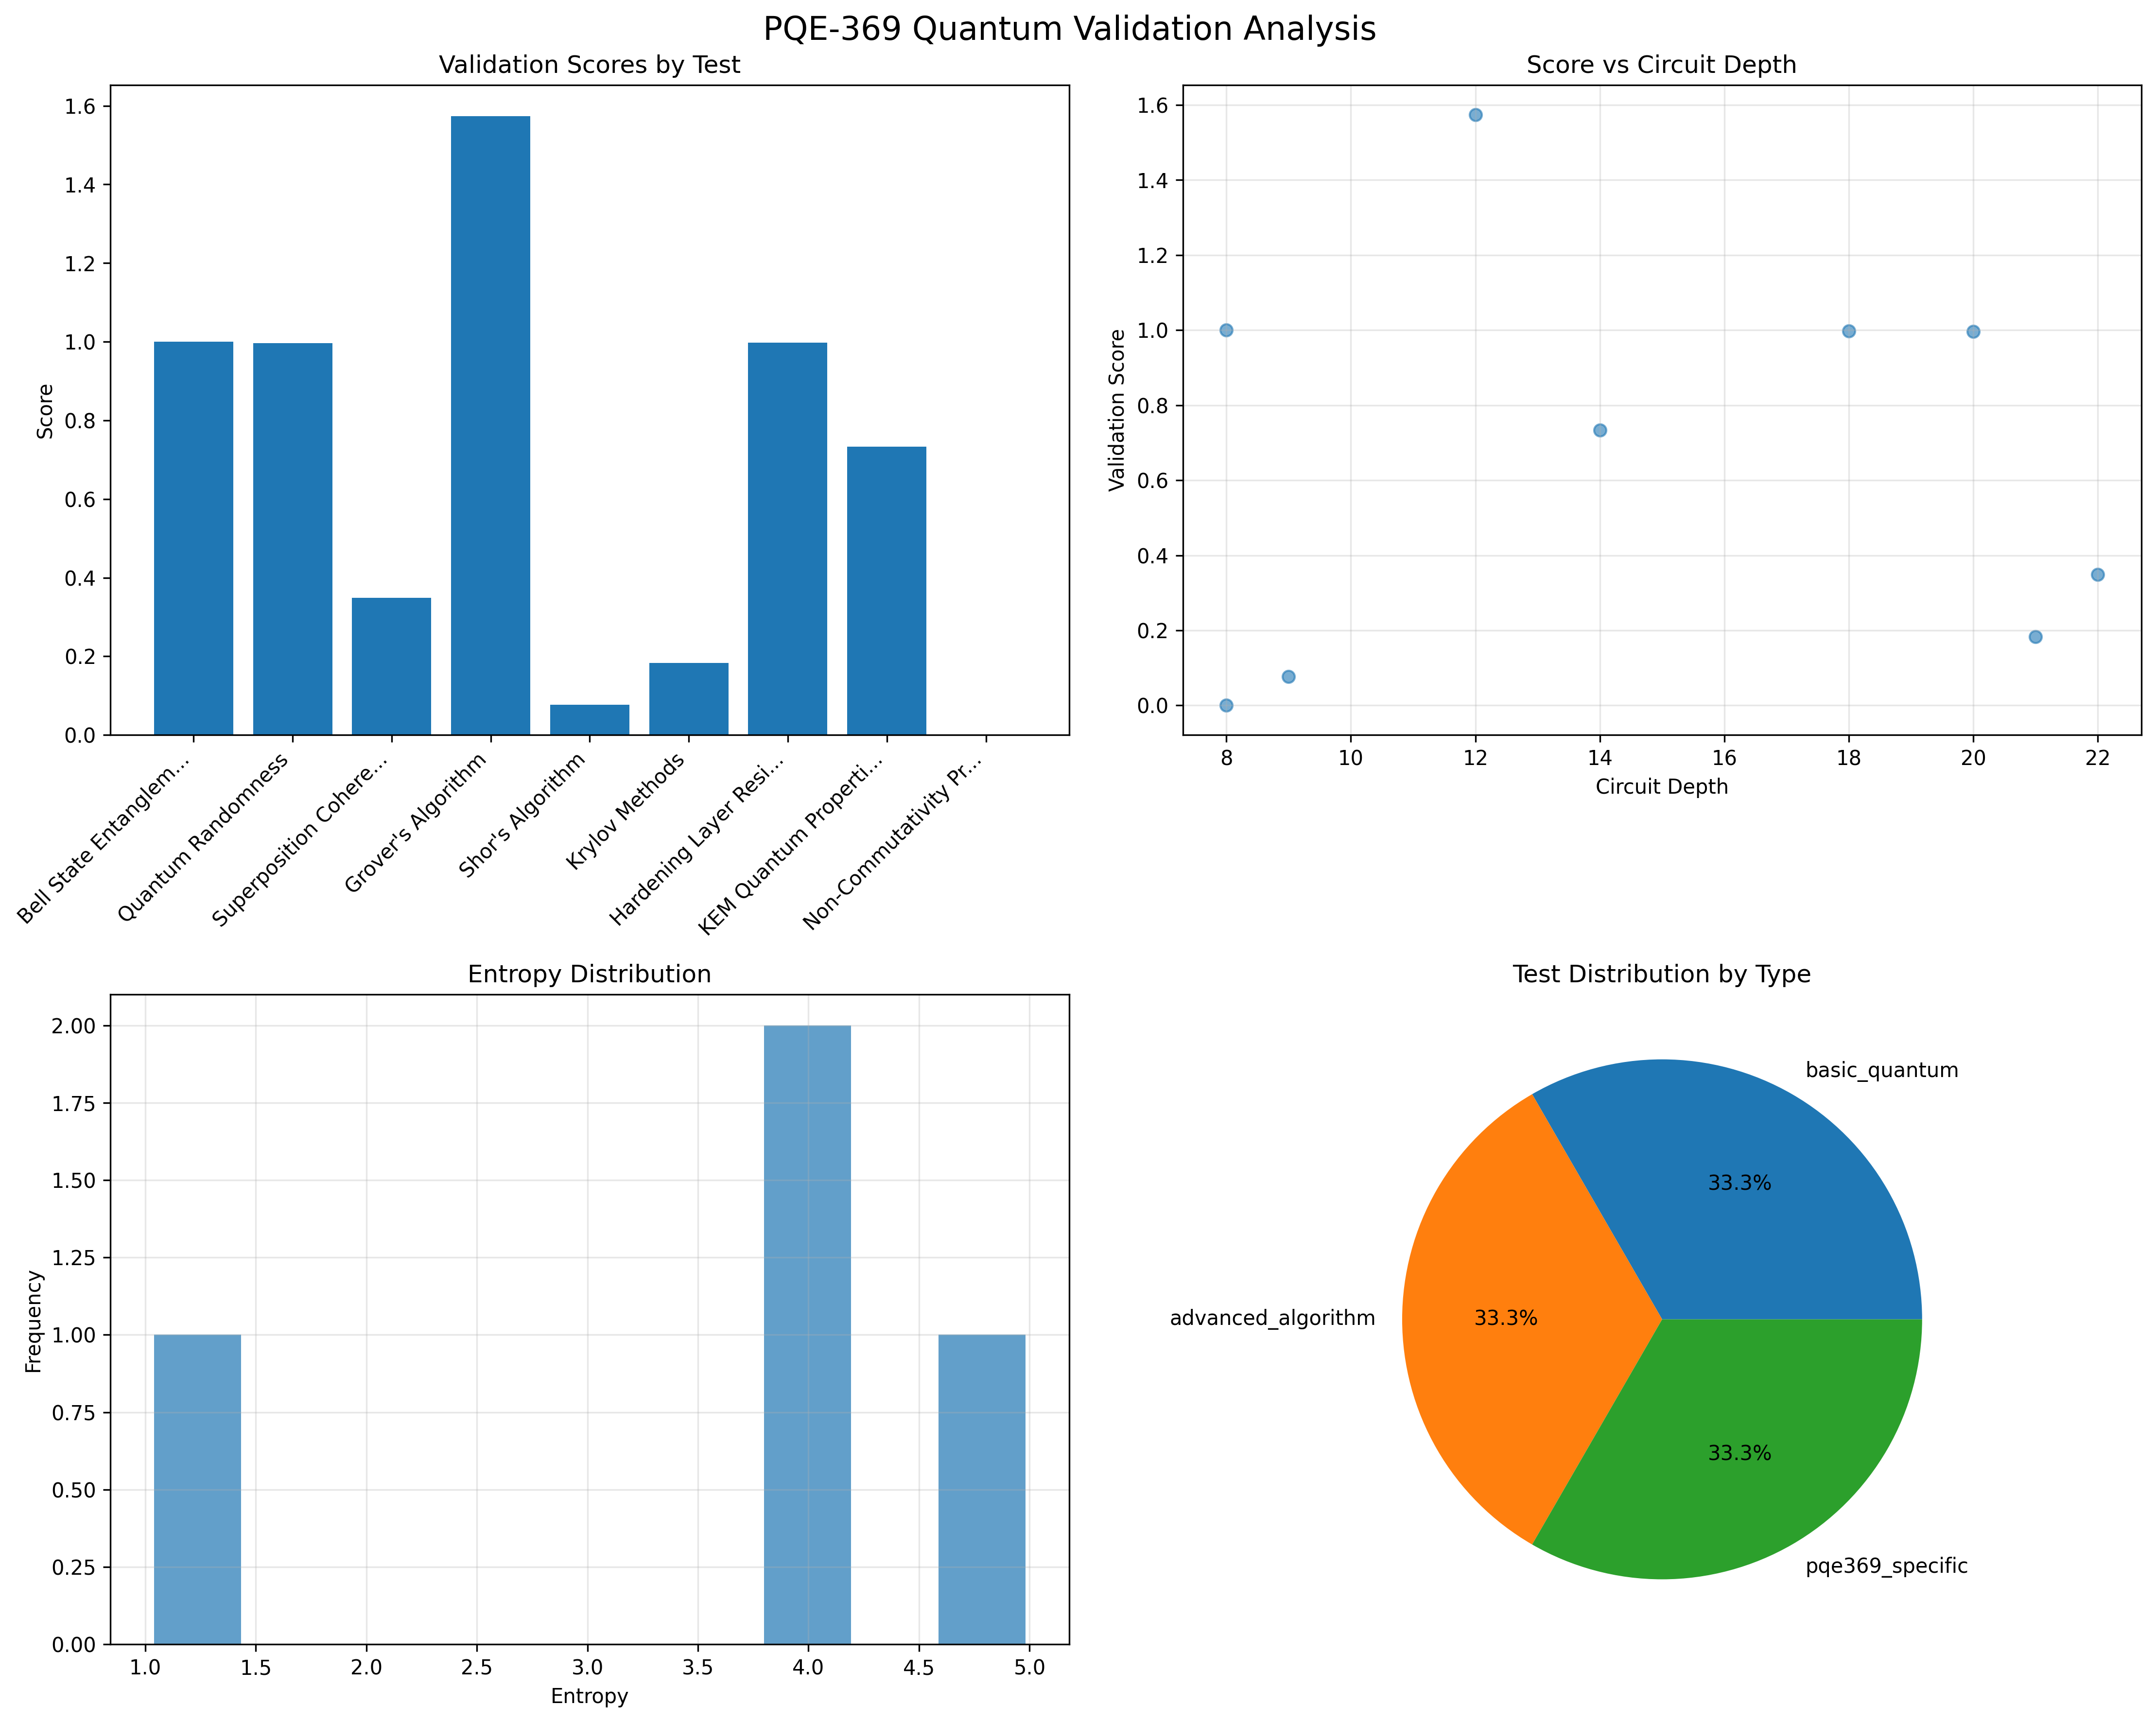 PQE-369 Quantum Validation Analysis
Validation Scores by Test
Score
1.6
1.4
1.2
1.0
0.8
0.6
0.4
0.2
0.0
Bell State Entanglem...
Quantum Randomness
Superposition Cohere...
Grover's Algorithm
Shor's Algorithm
Krylov Methods
Hardening Layer Resi...
KEM Quantum Properti...
Non-Commutativity Pr...
Score vs Circuit Depth
Validation Score
1.6
1.4
1.2
1.0
0.8
0.6
0.4
0.2
0.0
8 10 12 14 16 18 20 22
Circuit Depth
Entropy Distribution
Frequency
2.00
1.75
1.50
1.25
1.00
0.75
0.50
0.25
0.00
1.0 1.5 2.0 2.5 3.0 3.5 4.0 4.5 5.0
Entropy
Test Distribution by Type
basic_quantum
33.3%
advanced_algorithm
33.3%
33.3%
pqe369_specific